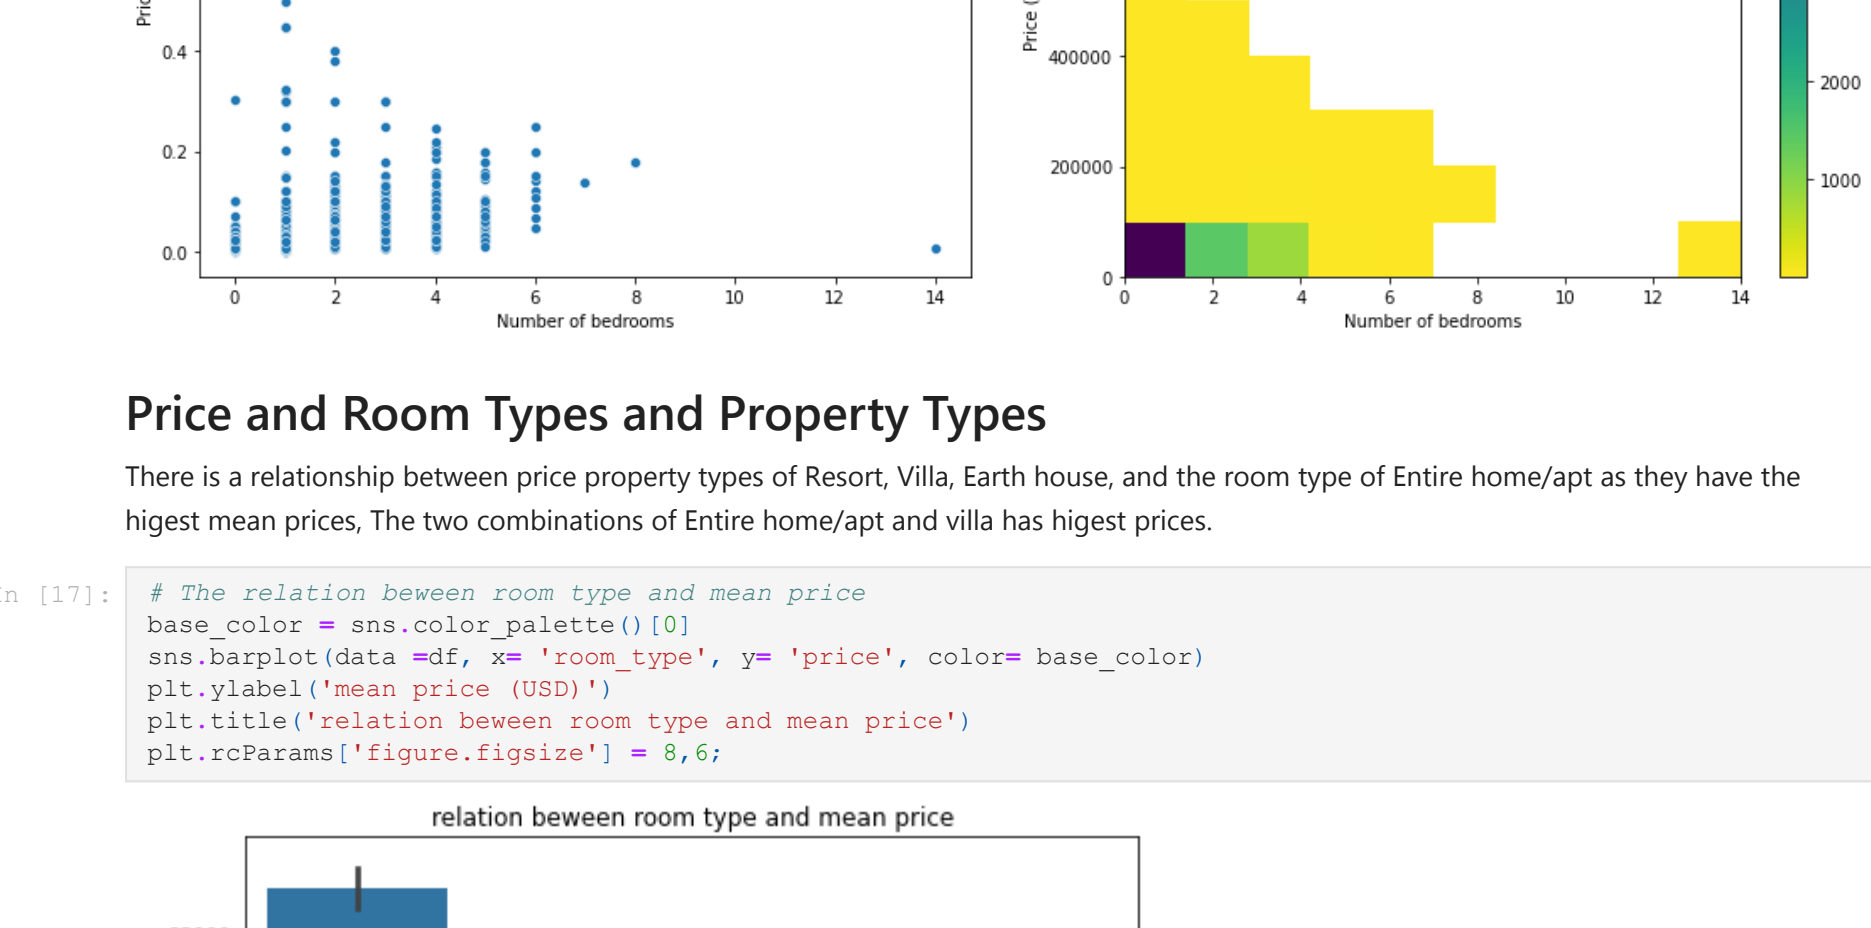 0.4
0.2
0.0
0 2 4 6 8 10 12 14
Number of bedrooms
400000
200000
0
0 2 4 6 8 10 12 14
Number of bedrooms
2000
1000
Price and Room Types and Property Types
There is a relationship between price property types of Resort, Villa, Earth house, and the room type of Entire home/apt as they have the
higest mean prices, The two combinations of Entire home/apt and villa has higest prices.
n [17]:
# The relation beween room type and mean price
base_color = sns.color_palette()[0]
sns.barplot(data =df, x= 'room_type', y= 'price', color= base_color)
plt.ylabel('mean price (USD)')
plt.title('relation beween room type and mean price')
plt.rcParams['figure.figsize'] = 8,6;
relation beween room type and mean price